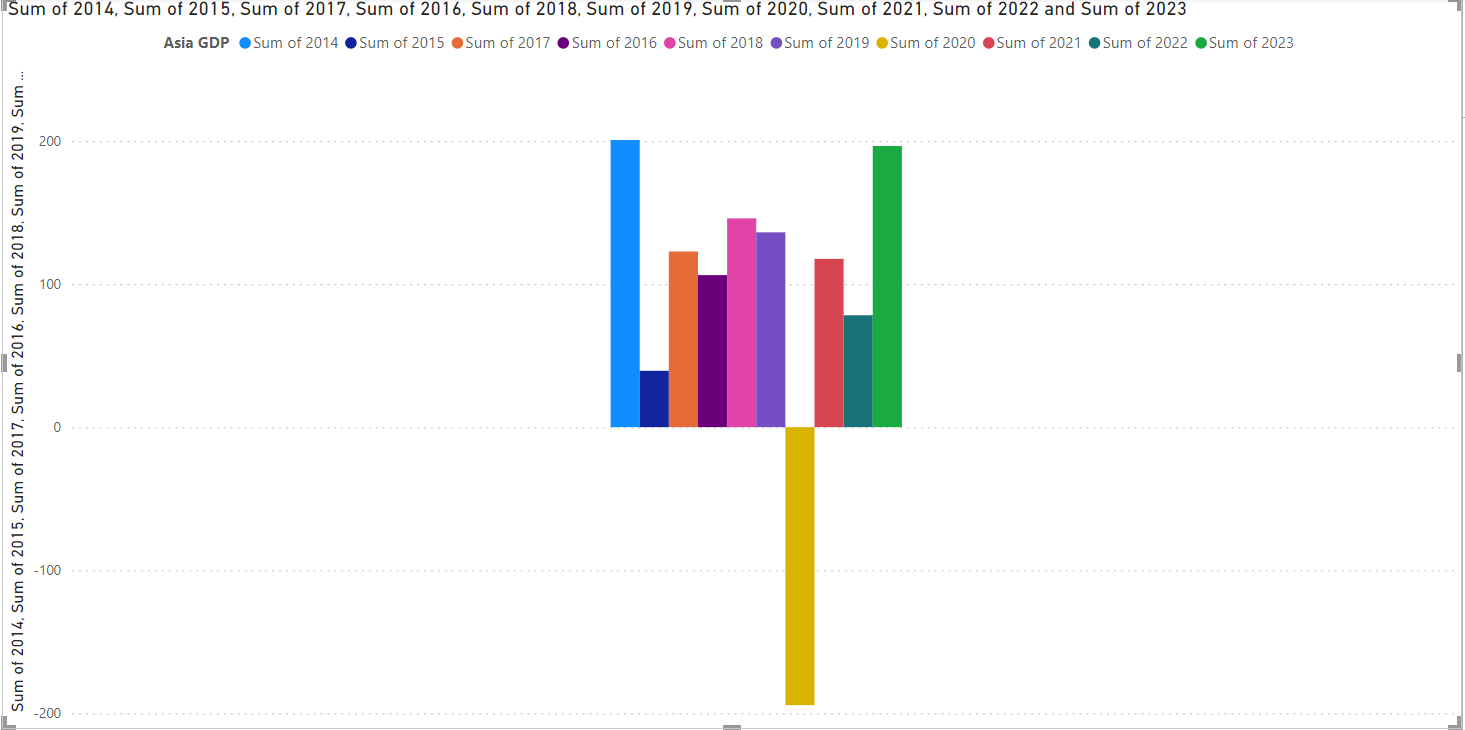 Sum of 2014, Sum of 2015, Sum of 2017, Sum of 2016, Sum of 2018, Sum of 2019, Sum of 2020, Sum of 2021, Sum of 2022 and Sum of 2023
Asia GDP Sum of 2014 Sum of 2015 Sum of 2017 Sum of 2016 Sum of 2018 Sum of 2019 Sum of 2020 Sum of 2021 Sum of 2022 Sum of 2023
Sum of 2014, Sum of 2015, Sum of 2017, Sum of 2016, Sum of 2018, Sum of 2019, Sum ...
200
100
0
-100
-200